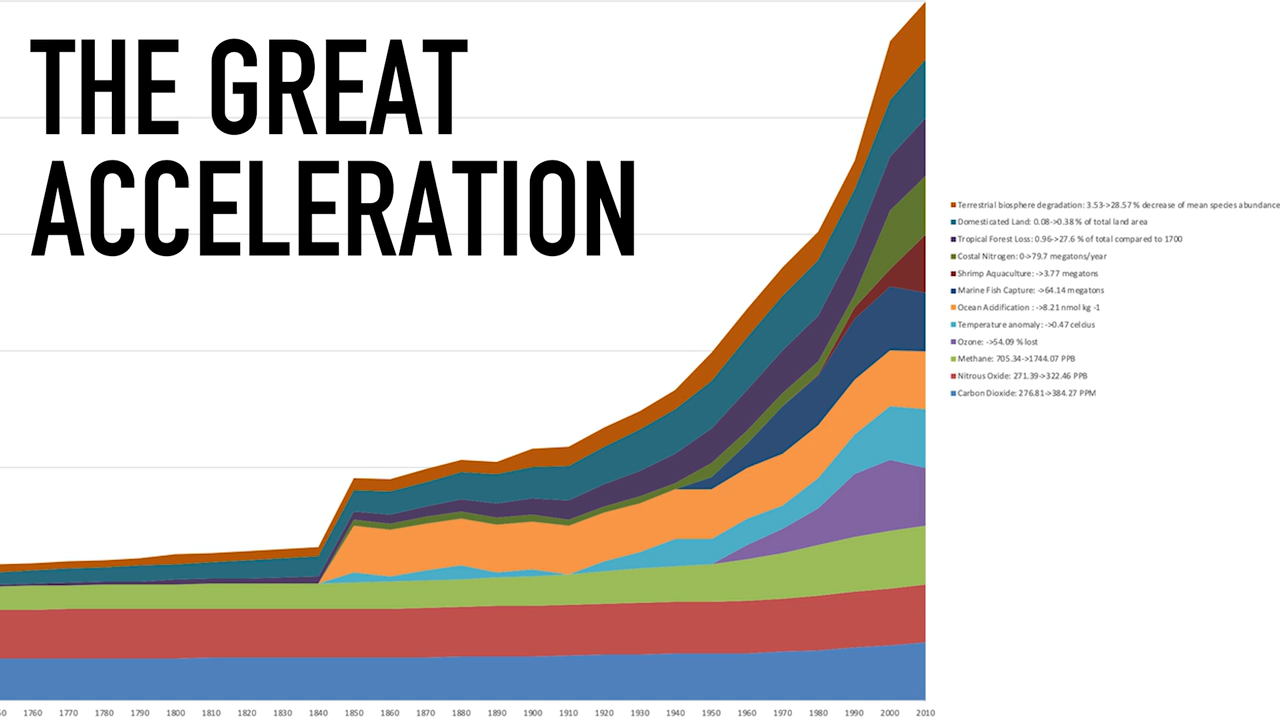 THE GREAT
ACCELERATION
Terrestrial biosphere degradation: 3.53->28.57 % decrease of mean species abundance
Domesticated Land: 0.08->0.38 % of total land area
Tropical Forest Loss: 0.96->27.6 % of total compared to 1700
Costal Nitrogen: 0->79.7 megatons/year
Shrimp Aquaculture: ->3.77 megatons
Marine Fish Capture: ->64.14 megatons
Ocean Acidification : ->8.21 nmol kg -1
Temperature anomaly: ->0.47 celcius
Ozone: ->54.09 % lost
Methane: 705.34->1744.07 PPB
Nitrous Oxide: 271.39->322.46 PPB
Carbon Dioxide: 276.81->384.27 PPM
1760 1770 1780 1790 1800 1810 1820 1830 1840 1850 1860 1870 1880 1890 1900 1910 1920 1930 1940 1950 1960 1970 1980 1990 2000 2010